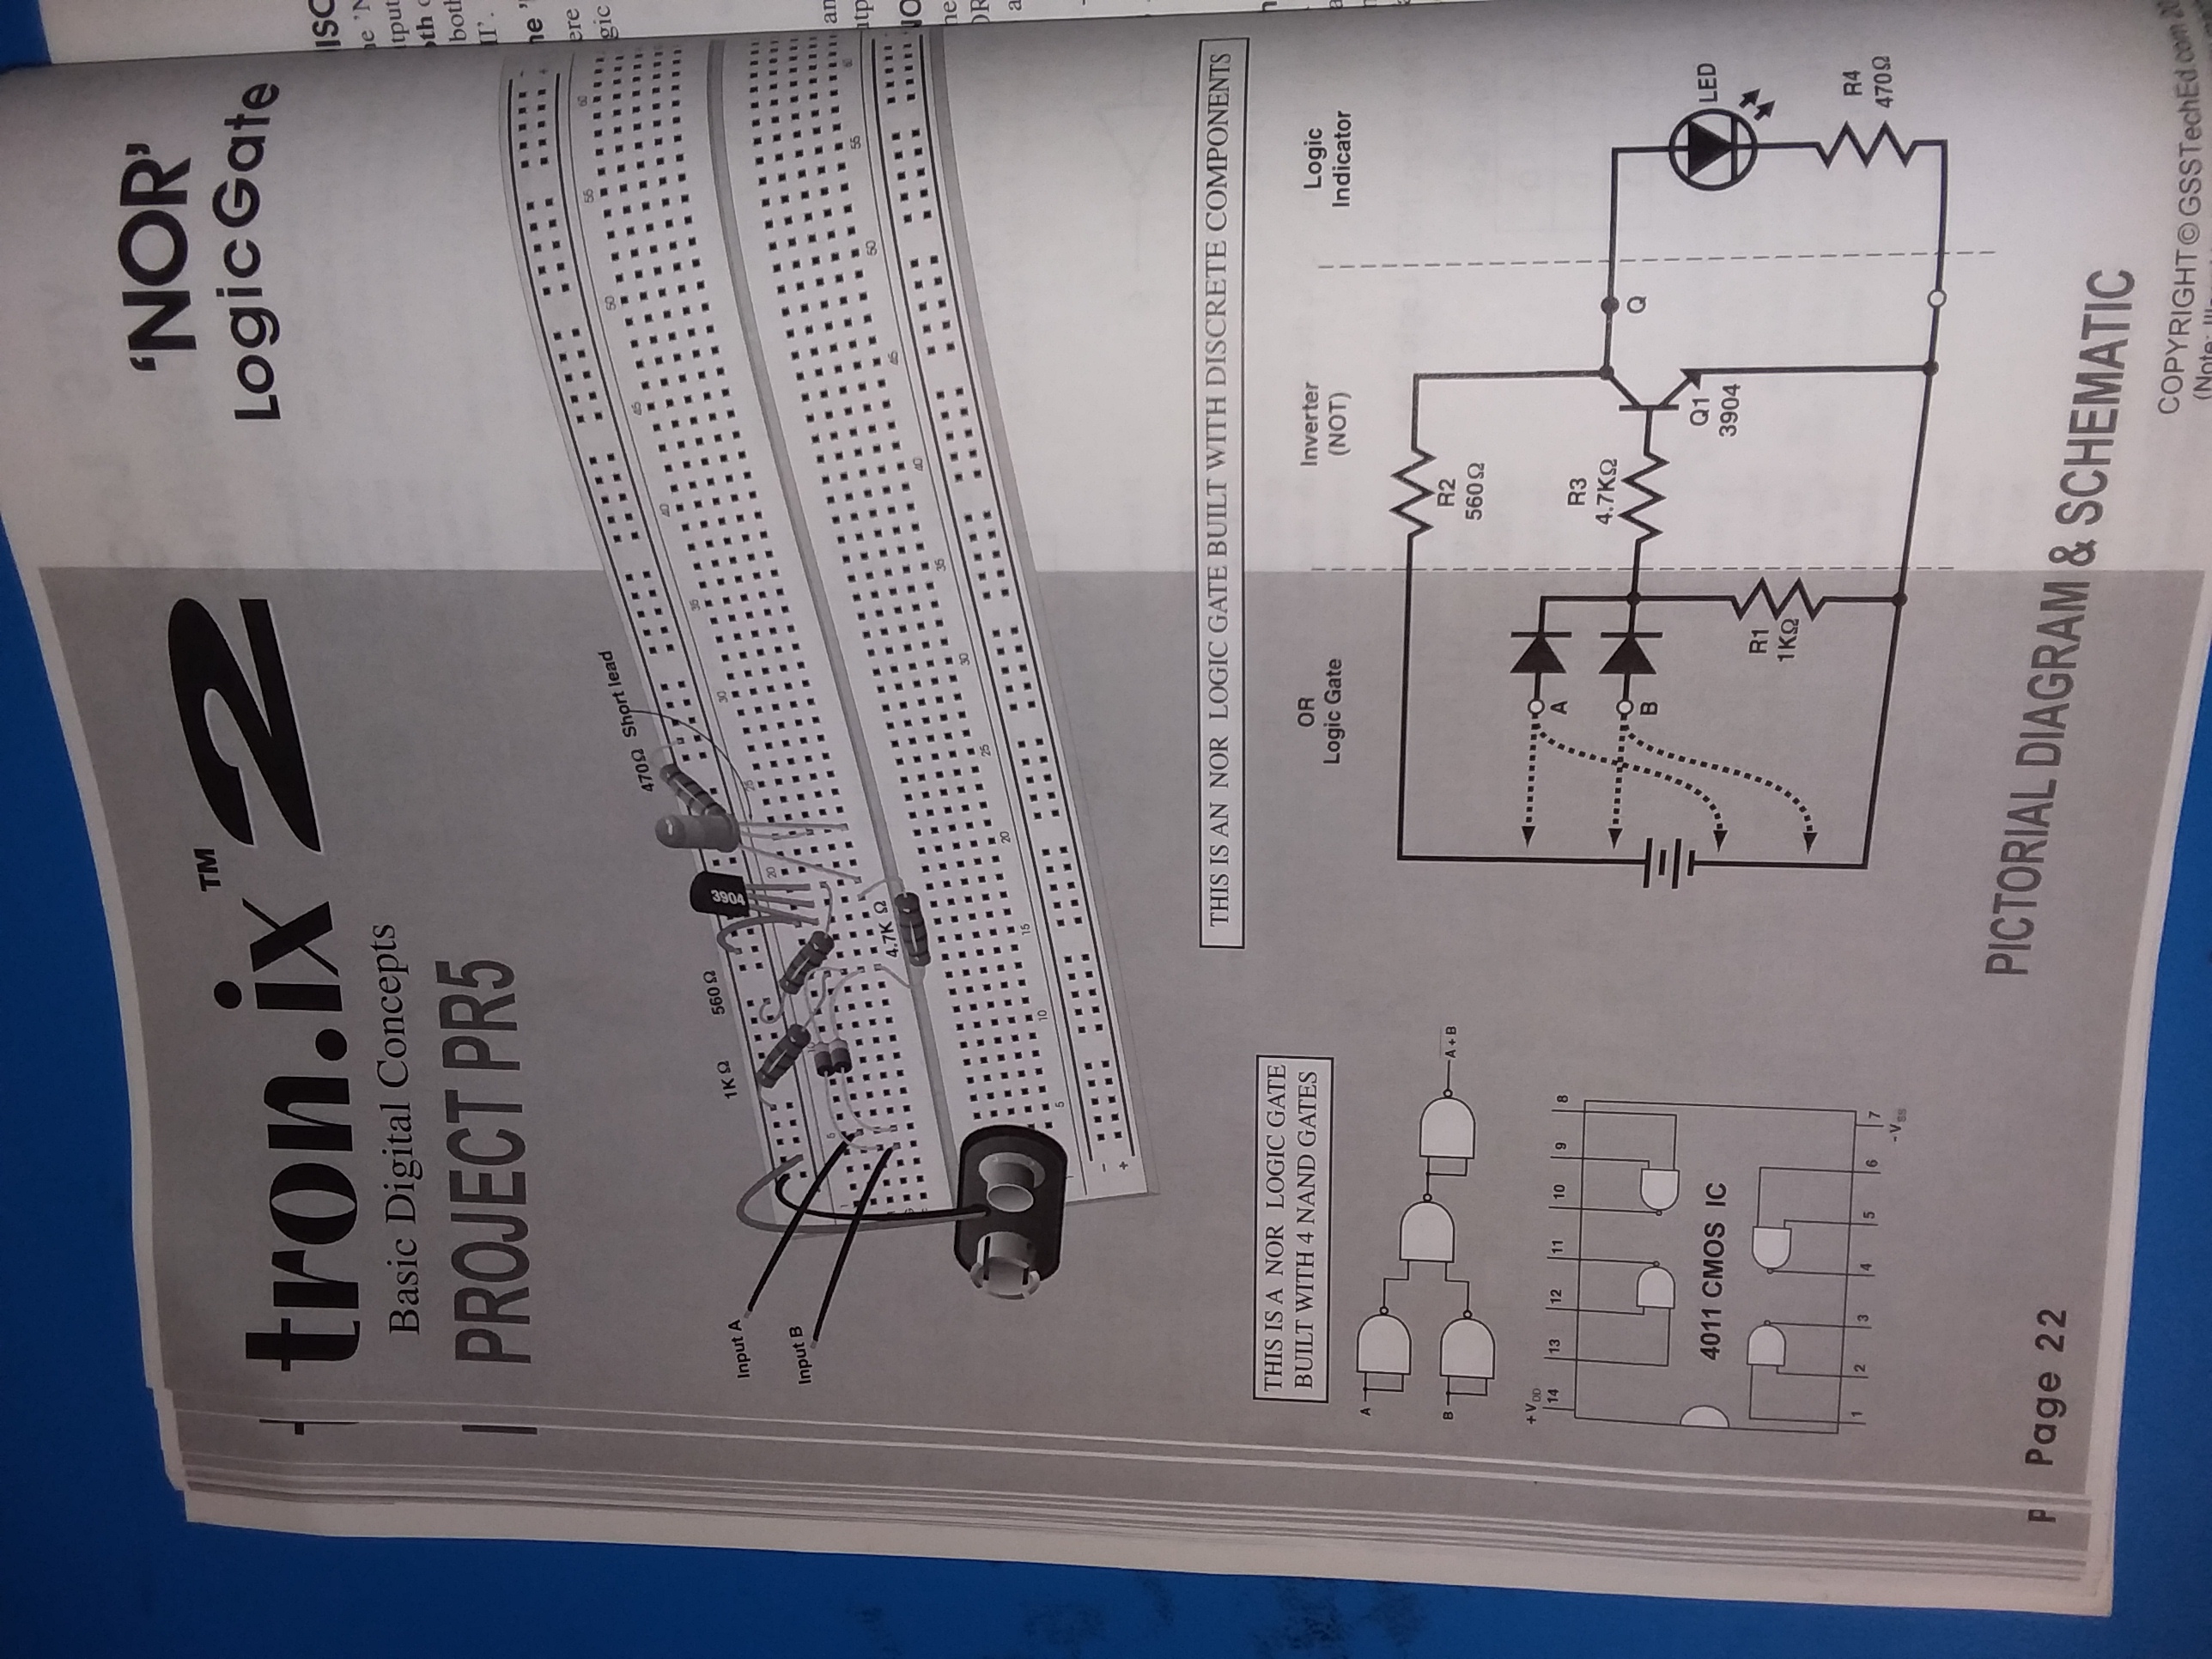 'NOR'
Logic Gate
tron.ix™ 2
Basic Digital Concepts
PROJECT PR5
Input A
Input B
1K Ω
560 Ω
3904
470Ω Short lead
4.7K Ω
5 10 15 20 25 30 35 40 45 50 55 60
-
+
THIS IS AN NOR LOGIC GATE BUILT WITH DISCRETE COMPONENTS
THIS IS A NOR LOGIC GATE
BUILT WITH 4 NAND GATES
A
B
A + B
+V DD
14 13 12 11 10 9 8
4011 CMOS IC
1 2 3 4 5 6 7
-V SS
OR
Logic Gate
Inverter
(NOT)
Logic
Indicator
R2
560Ω
A
B
R3
4.7KΩ
Q
Q1
3904
LED
R1
1KΩ
R4
470Ω
PICTORIAL DIAGRAM & SCHEMATIC
P
Page 22
COPYRIGHT © GSSTechEd.com
(Note: